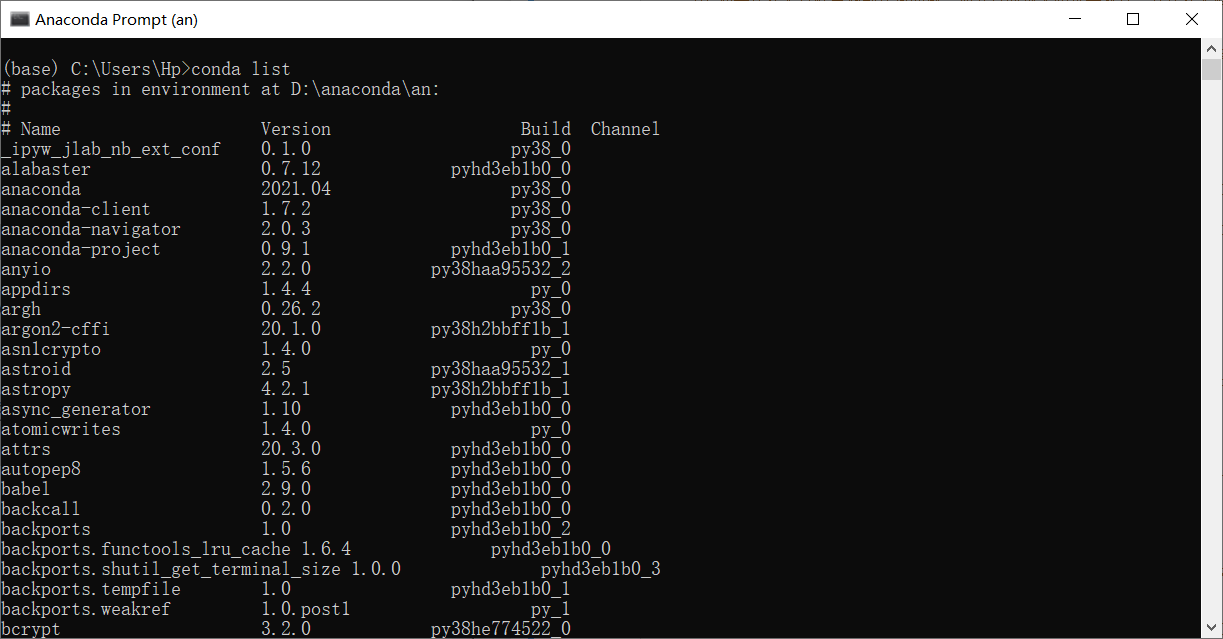 Anaconda Prompt (an)
(base) C:\Users\Hp>conda list
# packages in environment at D:\anaconda\an:
#
# Name Version Build Channel
_ipyw_jlab_nb_ext_conf 0.1.0 py38_0
alabaster 0.7.12 pyhd3eb1b0_0
anaconda 2021.04 py38_0
anaconda-client 1.7.2 py38_0
anaconda-navigator 2.0.3 py38_0
anaconda-project 0.9.1 pyhd3eb1b0_1
anyio 2.2.0 py38haa95532_2
appdirs 1.4.4 py_0
argh 0.26.2 py38_0
argon2-cffi 20.1.0 py38h2bbff1b_1
asn1crypto 1.4.0 py_0
astroid 2.5 py38haa95532_1
astropy 4.2.1 py38h2bbff1b_1
async_generator 1.10 pyhd3eb1b0_0
atomicwrites 1.4.0 py_0
attrs 20.3.0 pyhd3eb1b0_0
autopep8 1.5.6 pyhd3eb1b0_0
babel 2.9.0 pyhd3eb1b0_0
backcall 0.2.0 pyhd3eb1b0_0
backports 1.0 pyhd3eb1b0_2
backports.functools_lru_cache 1.6.4 pyhd3eb1b0_0
backports.shutil_get_terminal_size 1.0.0 pyhd3eb1b0_3
backports.tempfile 1.0 pyhd3eb1b0_1
backports.weakref 1.0.post1 py_1
bcrypt 3.2.0 py38he774522_0